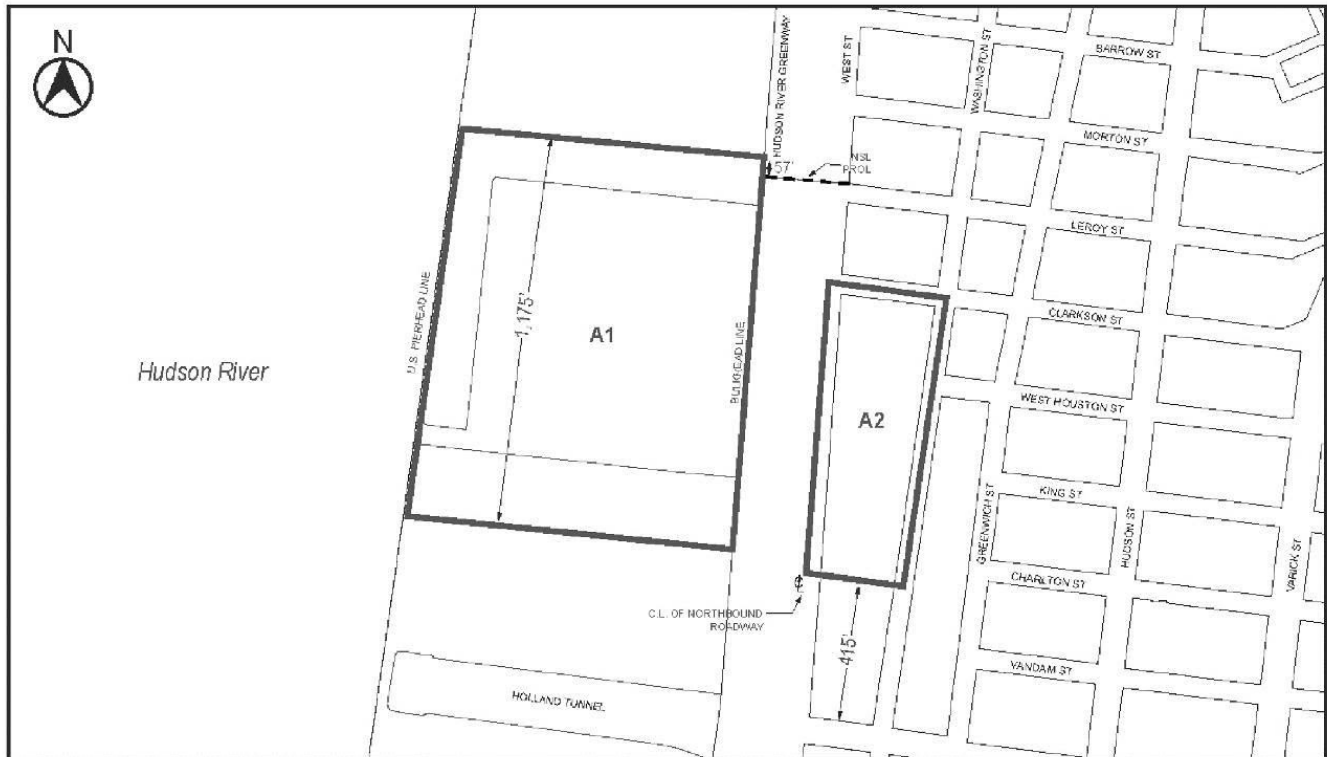 N
HUDSON RIVER GREENWAY
WEST ST
WASHINGTON ST
BARROW ST
MORTON ST
57'
NSL
PROL
LEROY ST
U.S. PIERHEAD LINE
1,175'
A1
BULKHEAD LINE
CLARKSON ST
Hudson River
A2
WEST HOUSTON ST
KING ST
GREENWICH ST
HUDSON ST
VARICK ST
CHARLTON ST
C.L. OF NORTHBOUND
ROADWAY
415'
VANDAM ST
HOLLAND TUNNEL